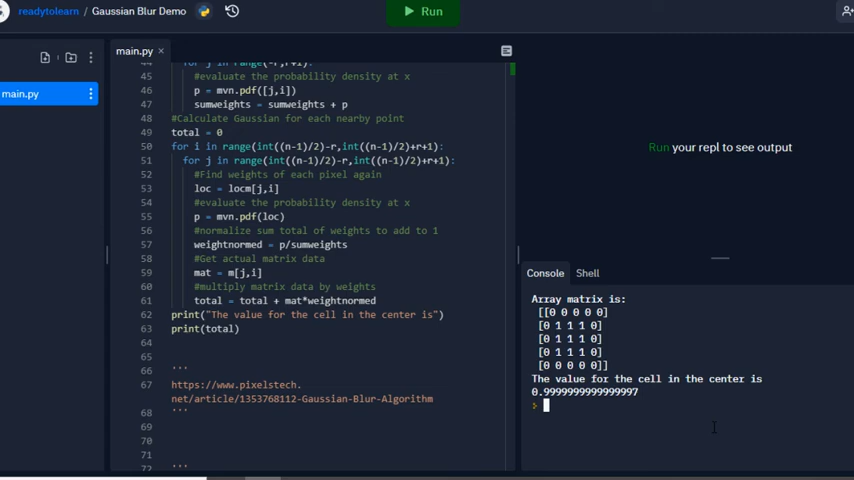 readytolearn / Gaussian Blur Demo
Run
main.py
main.py
44 for j in range(-r,r+1):
45 #evaluate the probability density at x
46 p = mvn.pdf([j,i])
47 sumweights = sumweights + p
48 #Calculate Gaussian for each nearby point
49 total = 0
50 for i in range(int((n-1)/2)-r,int((n-1)/2)+r+1):
51 for j in range(int((n-1)/2)-r,int((n-1)/2)+r+1):
52 #Find weights of each pixel again
53 loc = locm[j,i]
54 #evaluate the probability density at x
55 p = mvn.pdf(loc)
56 #normalize sum total of weights to add to 1
57 weightnormed = p/sumweights
58 #Get actual matrix data
59 mat = m[j,i]
60 #multiply matrix data by weights
61 total = total + mat*weightnormed
62 print("The value for the cell in the center is")
63 print(total)
64
65
66 '''
67 https://www.pixelstech.
net/article/1353768112-Gaussian-Blur-Algorithm
68 '''
69
70
71
72 '''
Run your repl to see output
Console Shell
Array matrix is:
[[0 0 0 0 0]
[0 1 1 1 0]
[0 1 1 1 0]
[0 1 1 1 0]
[0 0 0 0 0]]
The value for the cell in the center is
0.9999999999999997
>